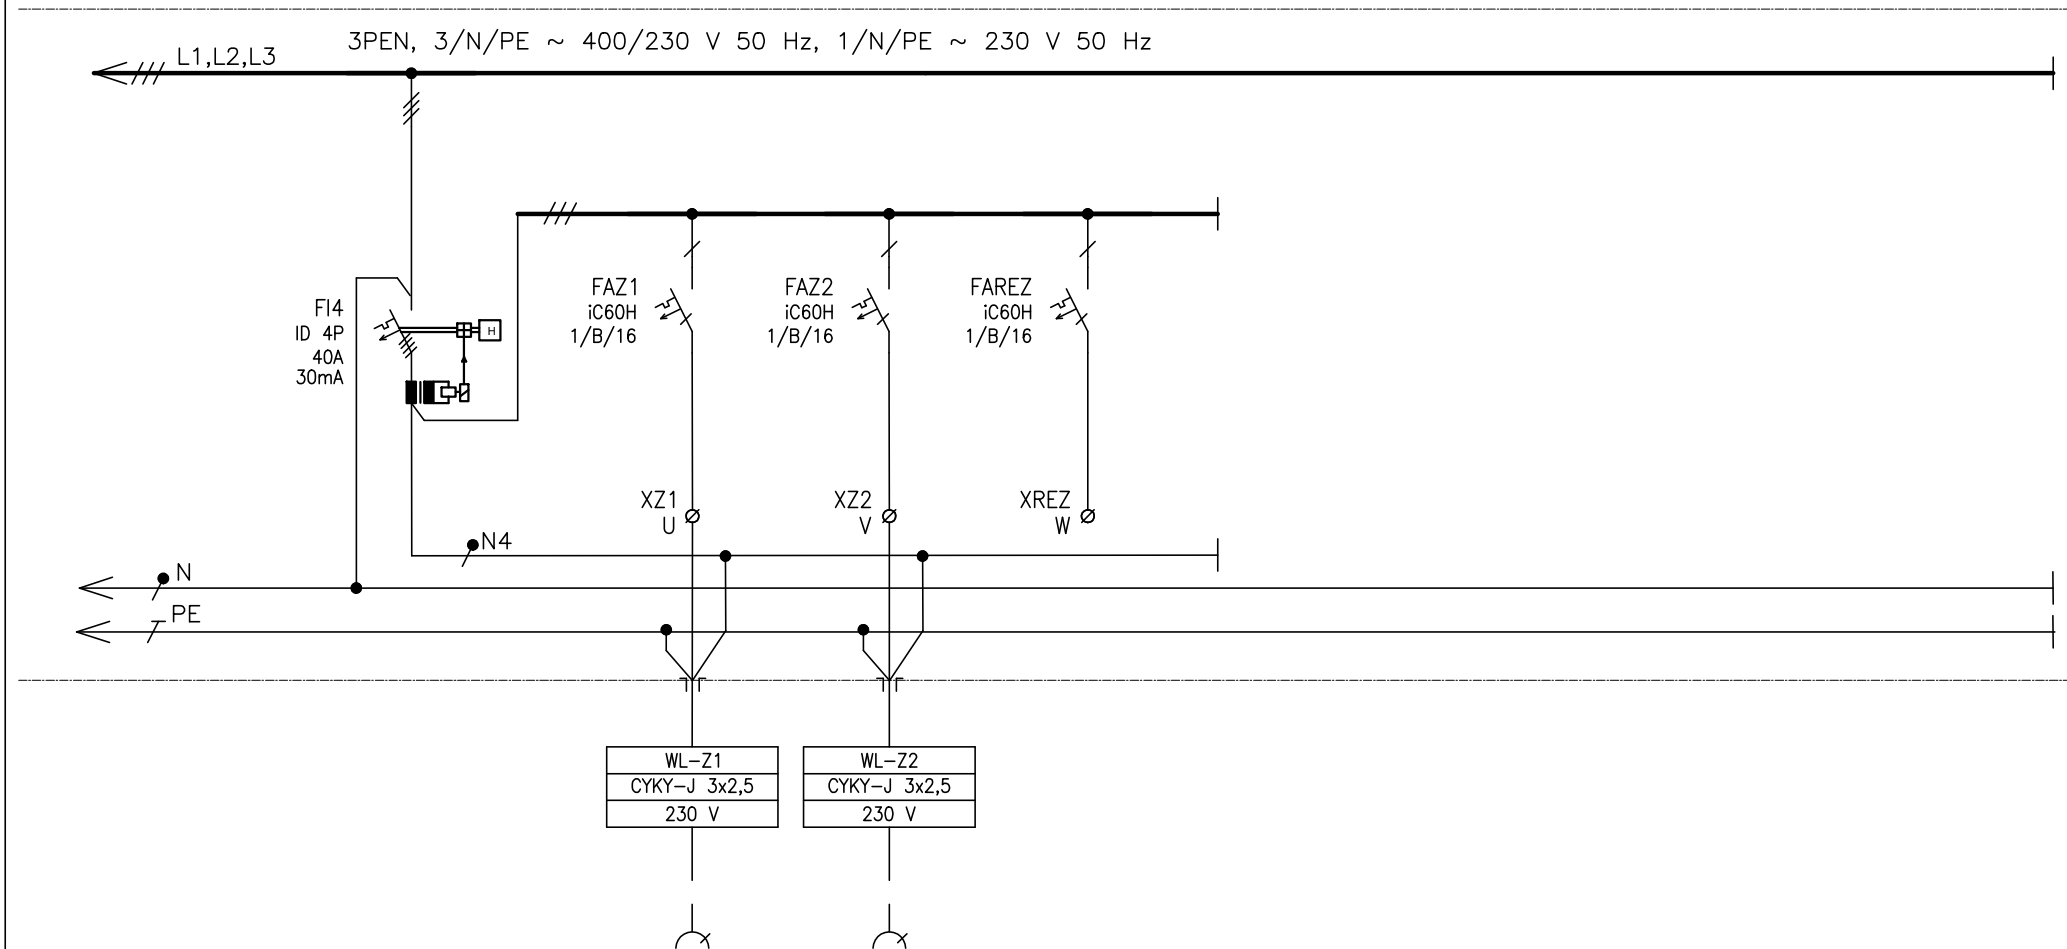 3PEN, 3/N/PE ~ 400/230 V 50 Hz, 1/N/PE ~ 230 V 50 Hz
L1,L2,L3
FI4
ID 4P
40A
30mA
H
FAZ1
iC60H
1/B/16
FAZ2
iC60H
1/B/16
FAREZ
iC60H
1/B/16
XZ1
U
XZ2
V
XREZ
W
N4
N
PE
WL-Z1
CYKY-J 3x2,5
230 V
WL-Z2
CYKY-J 3x2,5
230 V